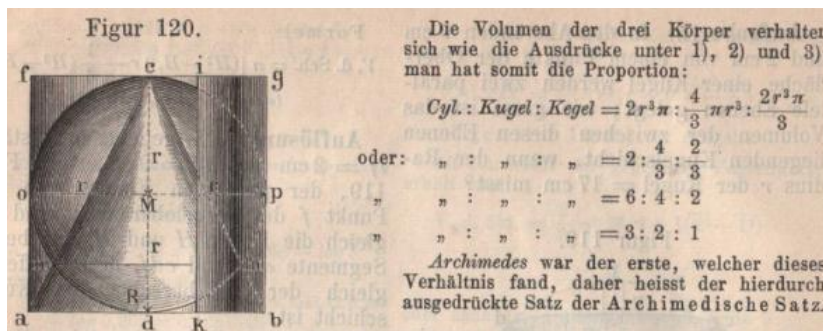 Figur 120.
f
e
i
g
r
o
r
M
r
p
r
R
a
d
k
b
Die Volumen der drei Körper verhalten
sich wie die Ausdrücke unter 1), 2) und 3)
man hat somit die Proportion:
Cyl.: Kugel : Kegel = 2r³π : 4/3 πr³ : 2r³π/3
oder: „ : „ : „ = 2 : 4/3 : 2/3
„ „ : „ : „ = 6 : 4 : 2
„ „ : „ : „ = 3 : 2 : 1
Archimedes war der erste, welcher dieses
Verhältnis fand, daher heisst der hierdurch
ausgedrückte Satz der Archimedische Satz.